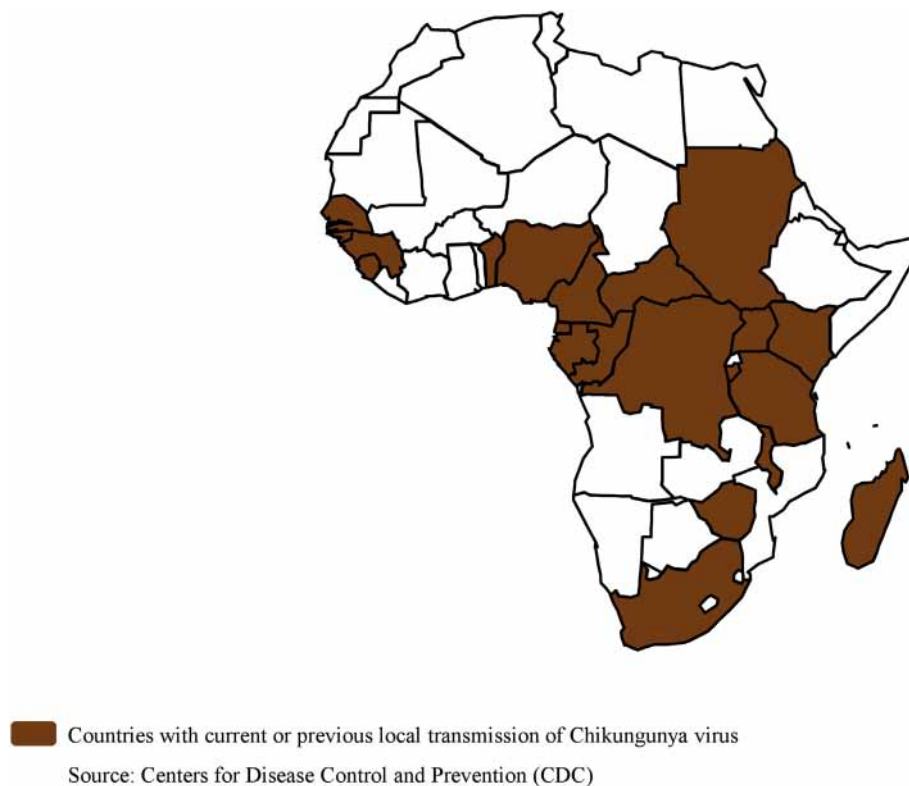 Countries with current or previous local transmission of Chikungunya virus
Source: Centers for Disease Control and Prevention (CDC)